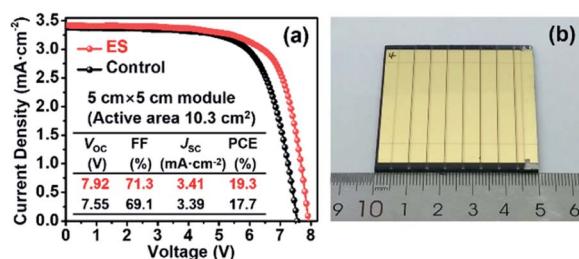 (a)
ES
Control
5 cm×5 cm module
(Active area 10.3 cm²)
V_OC FF J_SC PCE
(V) (%) (mA·cm⁻²) (%)
7.92 71.3 3.41 19.3
7.55 69.1 3.39 17.7
Current Density (mA·cm⁻²)
3.5
3.0
2.5
2.0
1.5
1.0
0.5
0.0
0 1 2 3 4 5 6 7 8
Voltage (V)
(b)
mm
9 10 1 2 3 4 5 6